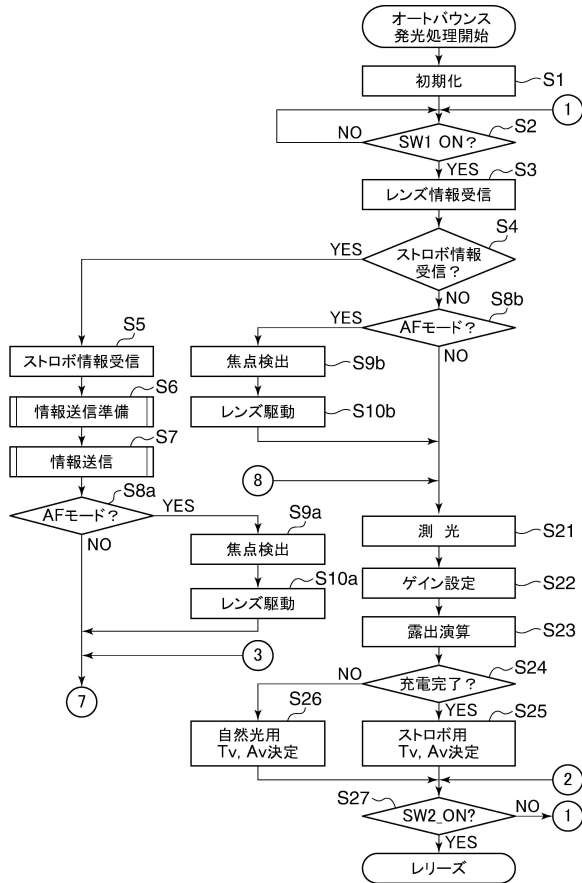 オートバウンス
発光処理開始
初期化
S1
1
SW1 ON？
S2
NO
YES
S3
レンズ情報受信
S4
ストロボ情報
受信？
YES
NO
S8b
AFモード？
YES
NO
S5
ストロボ情報受信
焦点検出
S9b
S6
情報送信準備
レンズ駆動
S10b
S7
情報送信
8
S8a
AFモード？
YES
NO
S9a
焦点検出
測 光
S21
S10a
レンズ駆動
ゲイン設定
S22
露出演算
S23
3
7
S24
充電完了？
NO
YES
S26
自然光用
Tv, Av決定
S25
ストロボ用
Tv, Av決定
2
S27
SW2_ON?
NO
1
YES
レリーズ